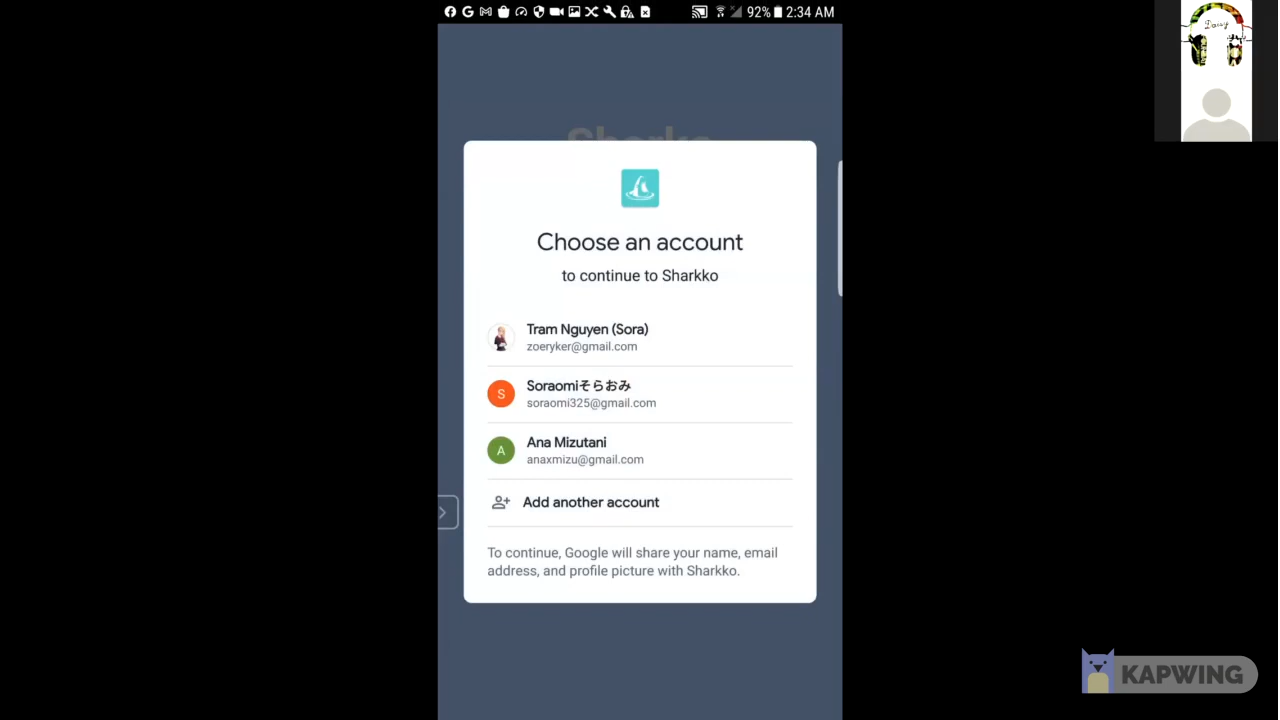 92% 2:34 AM
Daisy
Sharko
Choose an account
to continue to Sharkko
Tram Nguyen (Sora)
zoeryker@gmail.com
S
Soraomiそらおみ
soraomi325@gmail.com
A
Ana Mizutani
anaxmizu@gmail.com
Add another account
To continue, Google will share your name, email
address, and profile picture with Sharkko.
KAPWING